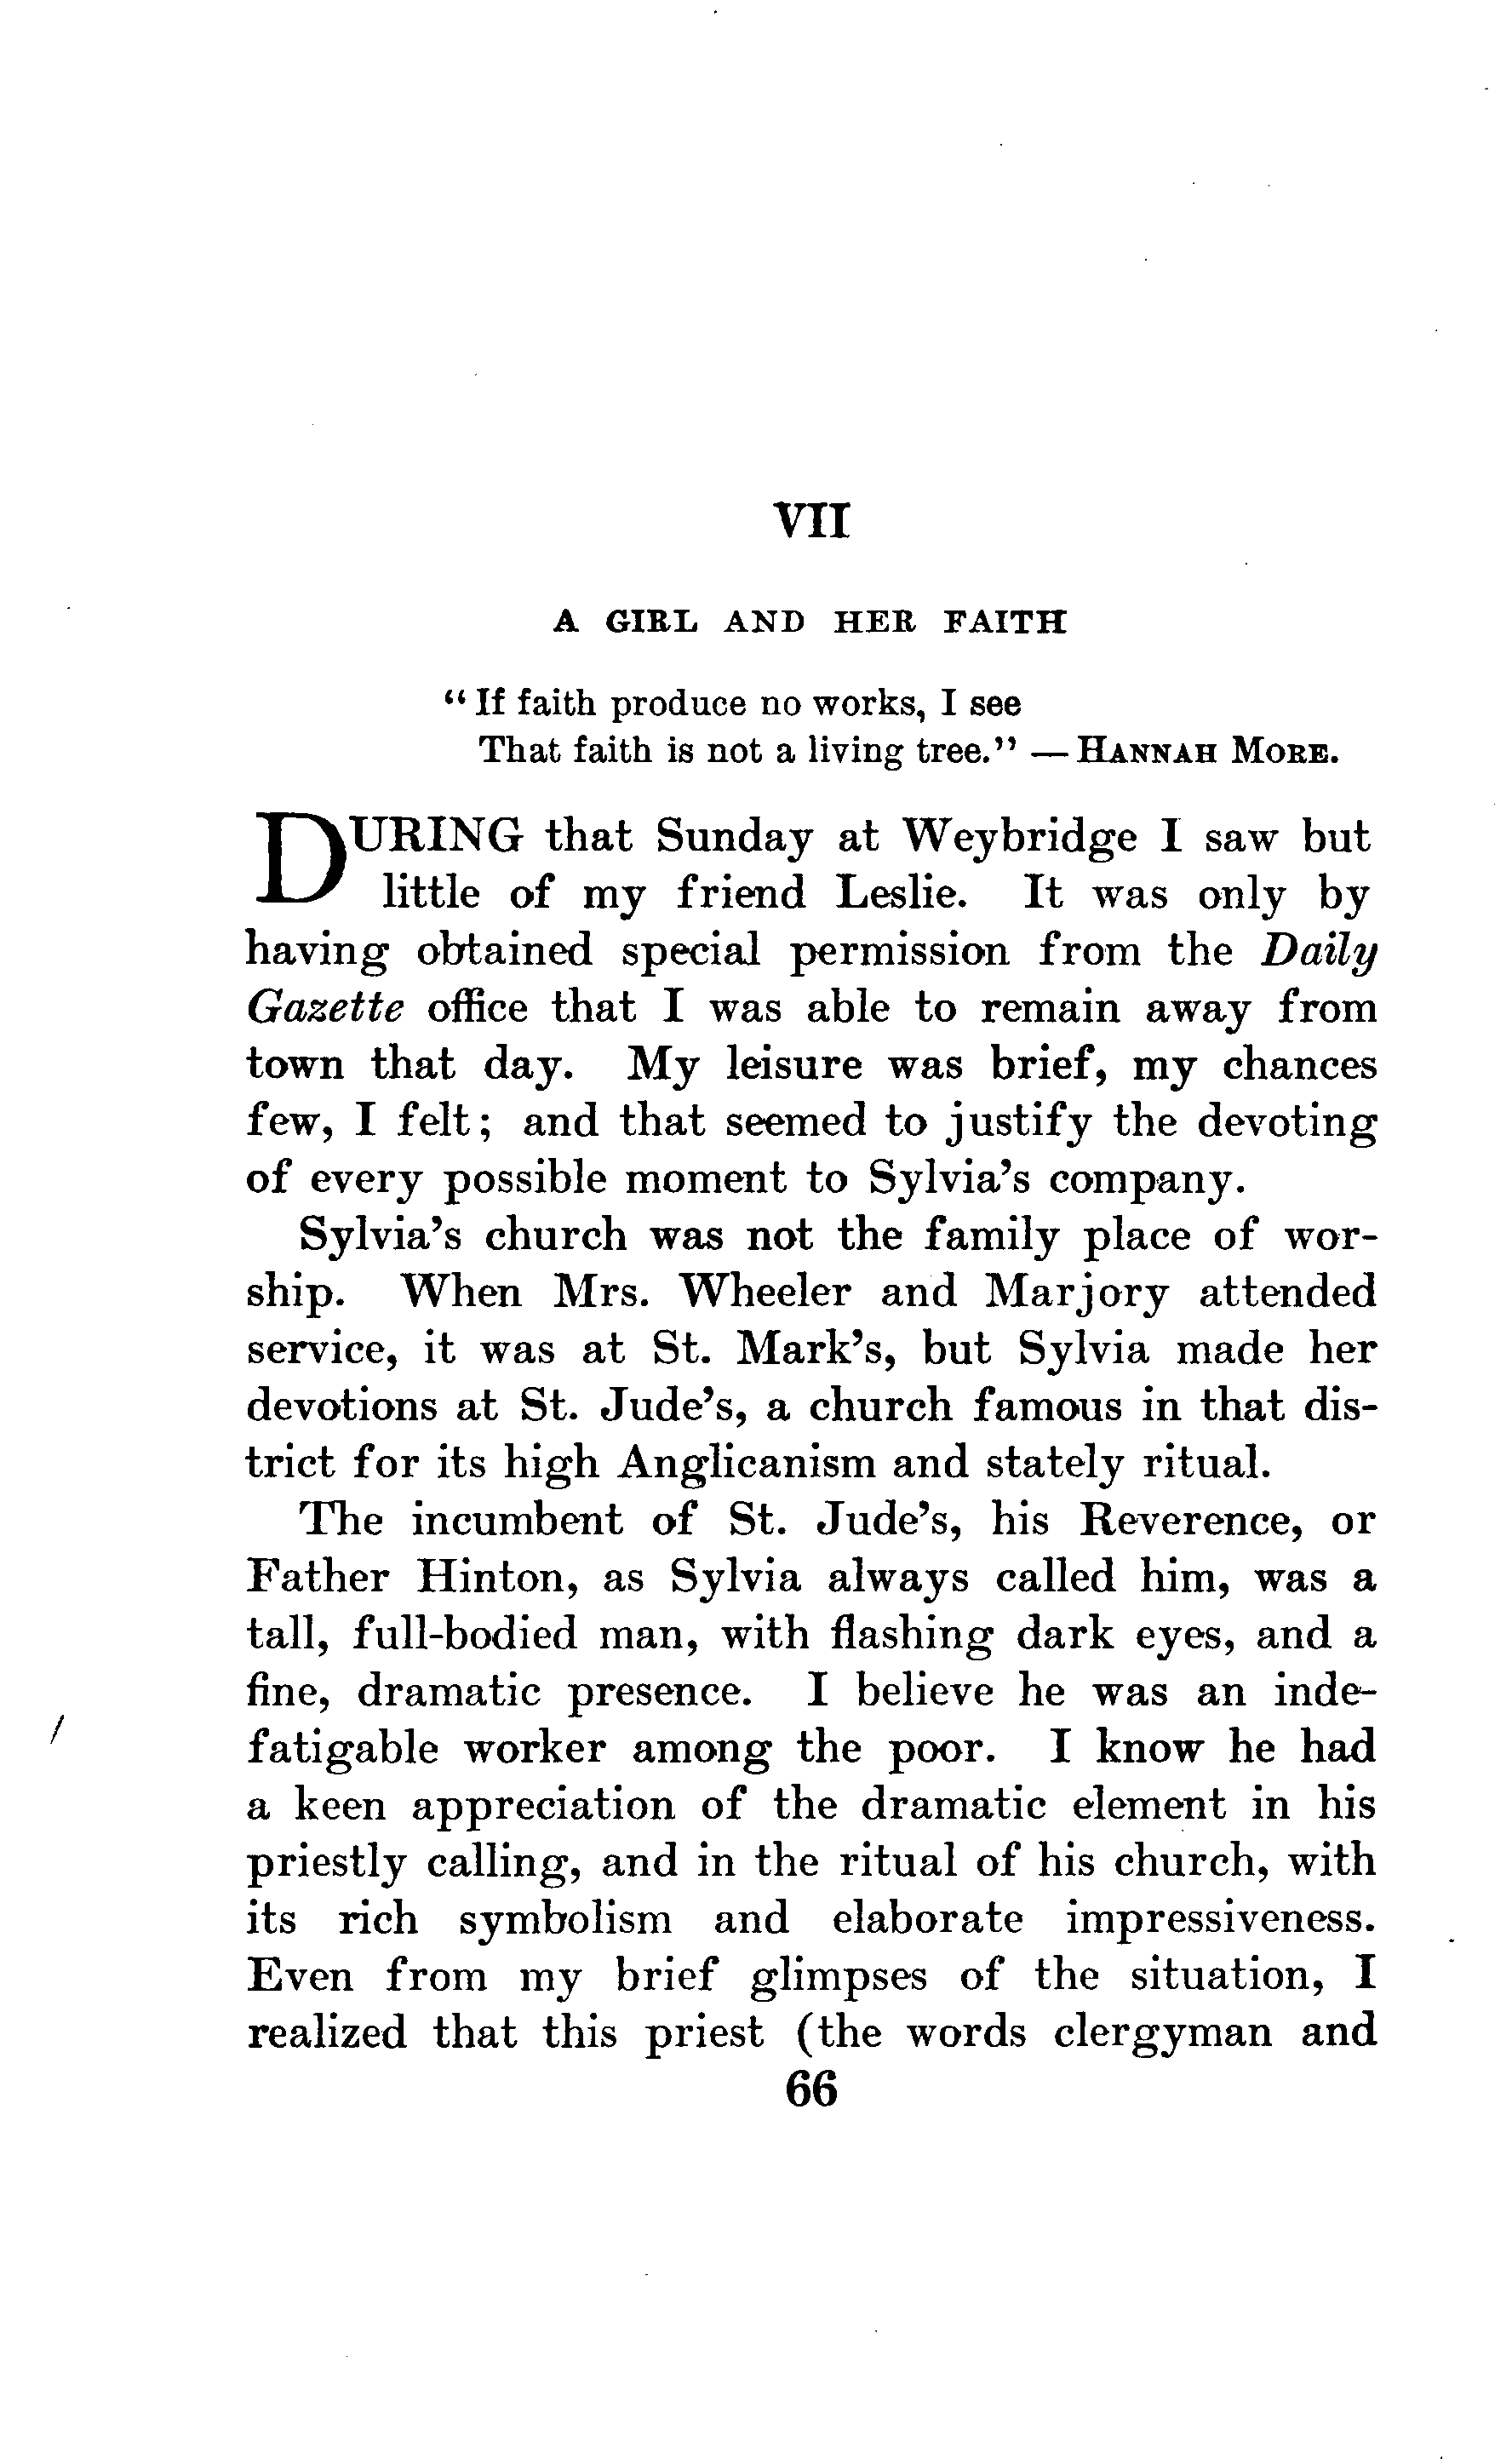 VII
A GIRL AND HER FAITH
“If faith produce no works, I see
That faith is not a living tree.” — HANNAH MORE.
DURING that Sunday at Weybridge I saw but
little of my friend Leslie. It was only by
having obtained special permission from the Daily
Gazette office that I was able to remain away from
town that day. My leisure was brief, my chances
few, I felt; and that seemed to justify the devoting
of every possible moment to Sylvia’s company.
Sylvia’s church was not the family place of wor-
ship. When Mrs. Wheeler and Marjory attended
service, it was at St. Mark’s, but Sylvia made her
devotions at St. Jude’s, a church famous in that dis-
trict for its high Anglicanism and stately ritual.
The incumbent of St. Jude’s, his Reverence, or
Father Hinton, as Sylvia always called him, was a
tall, full-bodied man, with flashing dark eyes, and a
fine, dramatic presence. I believe he was an inde-
fatigable worker among the poor. I know he had
a keen appreciation of the dramatic element in his
priestly calling, and in the ritual of his church, with
its rich symbolism and elaborate impressiveness.
Even from my brief glimpses of the situation, I
realized that this priest (the words clergyman and
66